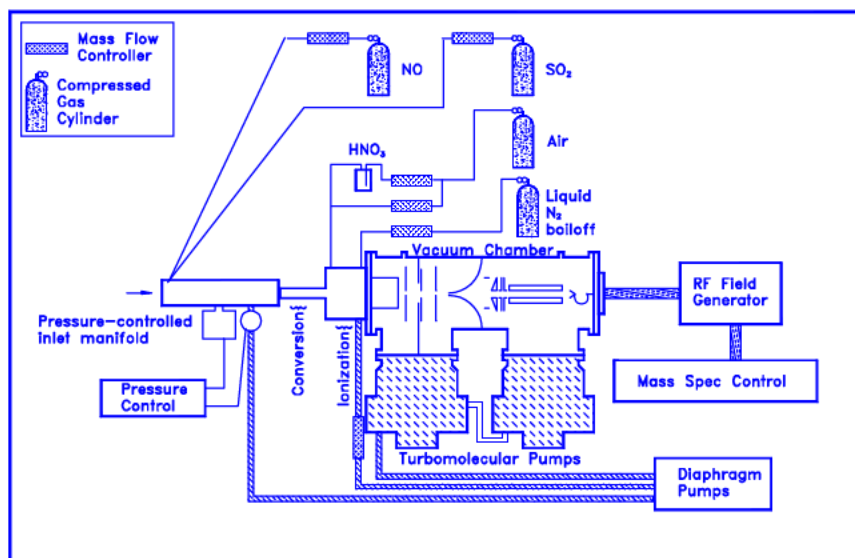 Mass Flow
Controller
Compressed
Gas
Cylinder
NO
SO₂
Air
HNO₃
Liquid
N₂
boiloff
Vacuum Chamber
RF Field
Generator
Pressure-controlled
inlet manifold
Conversion{
Ionization{
Pressure
Control
Mass Spec Control
Turbomolecular Pumps
Diaphragm
Pumps